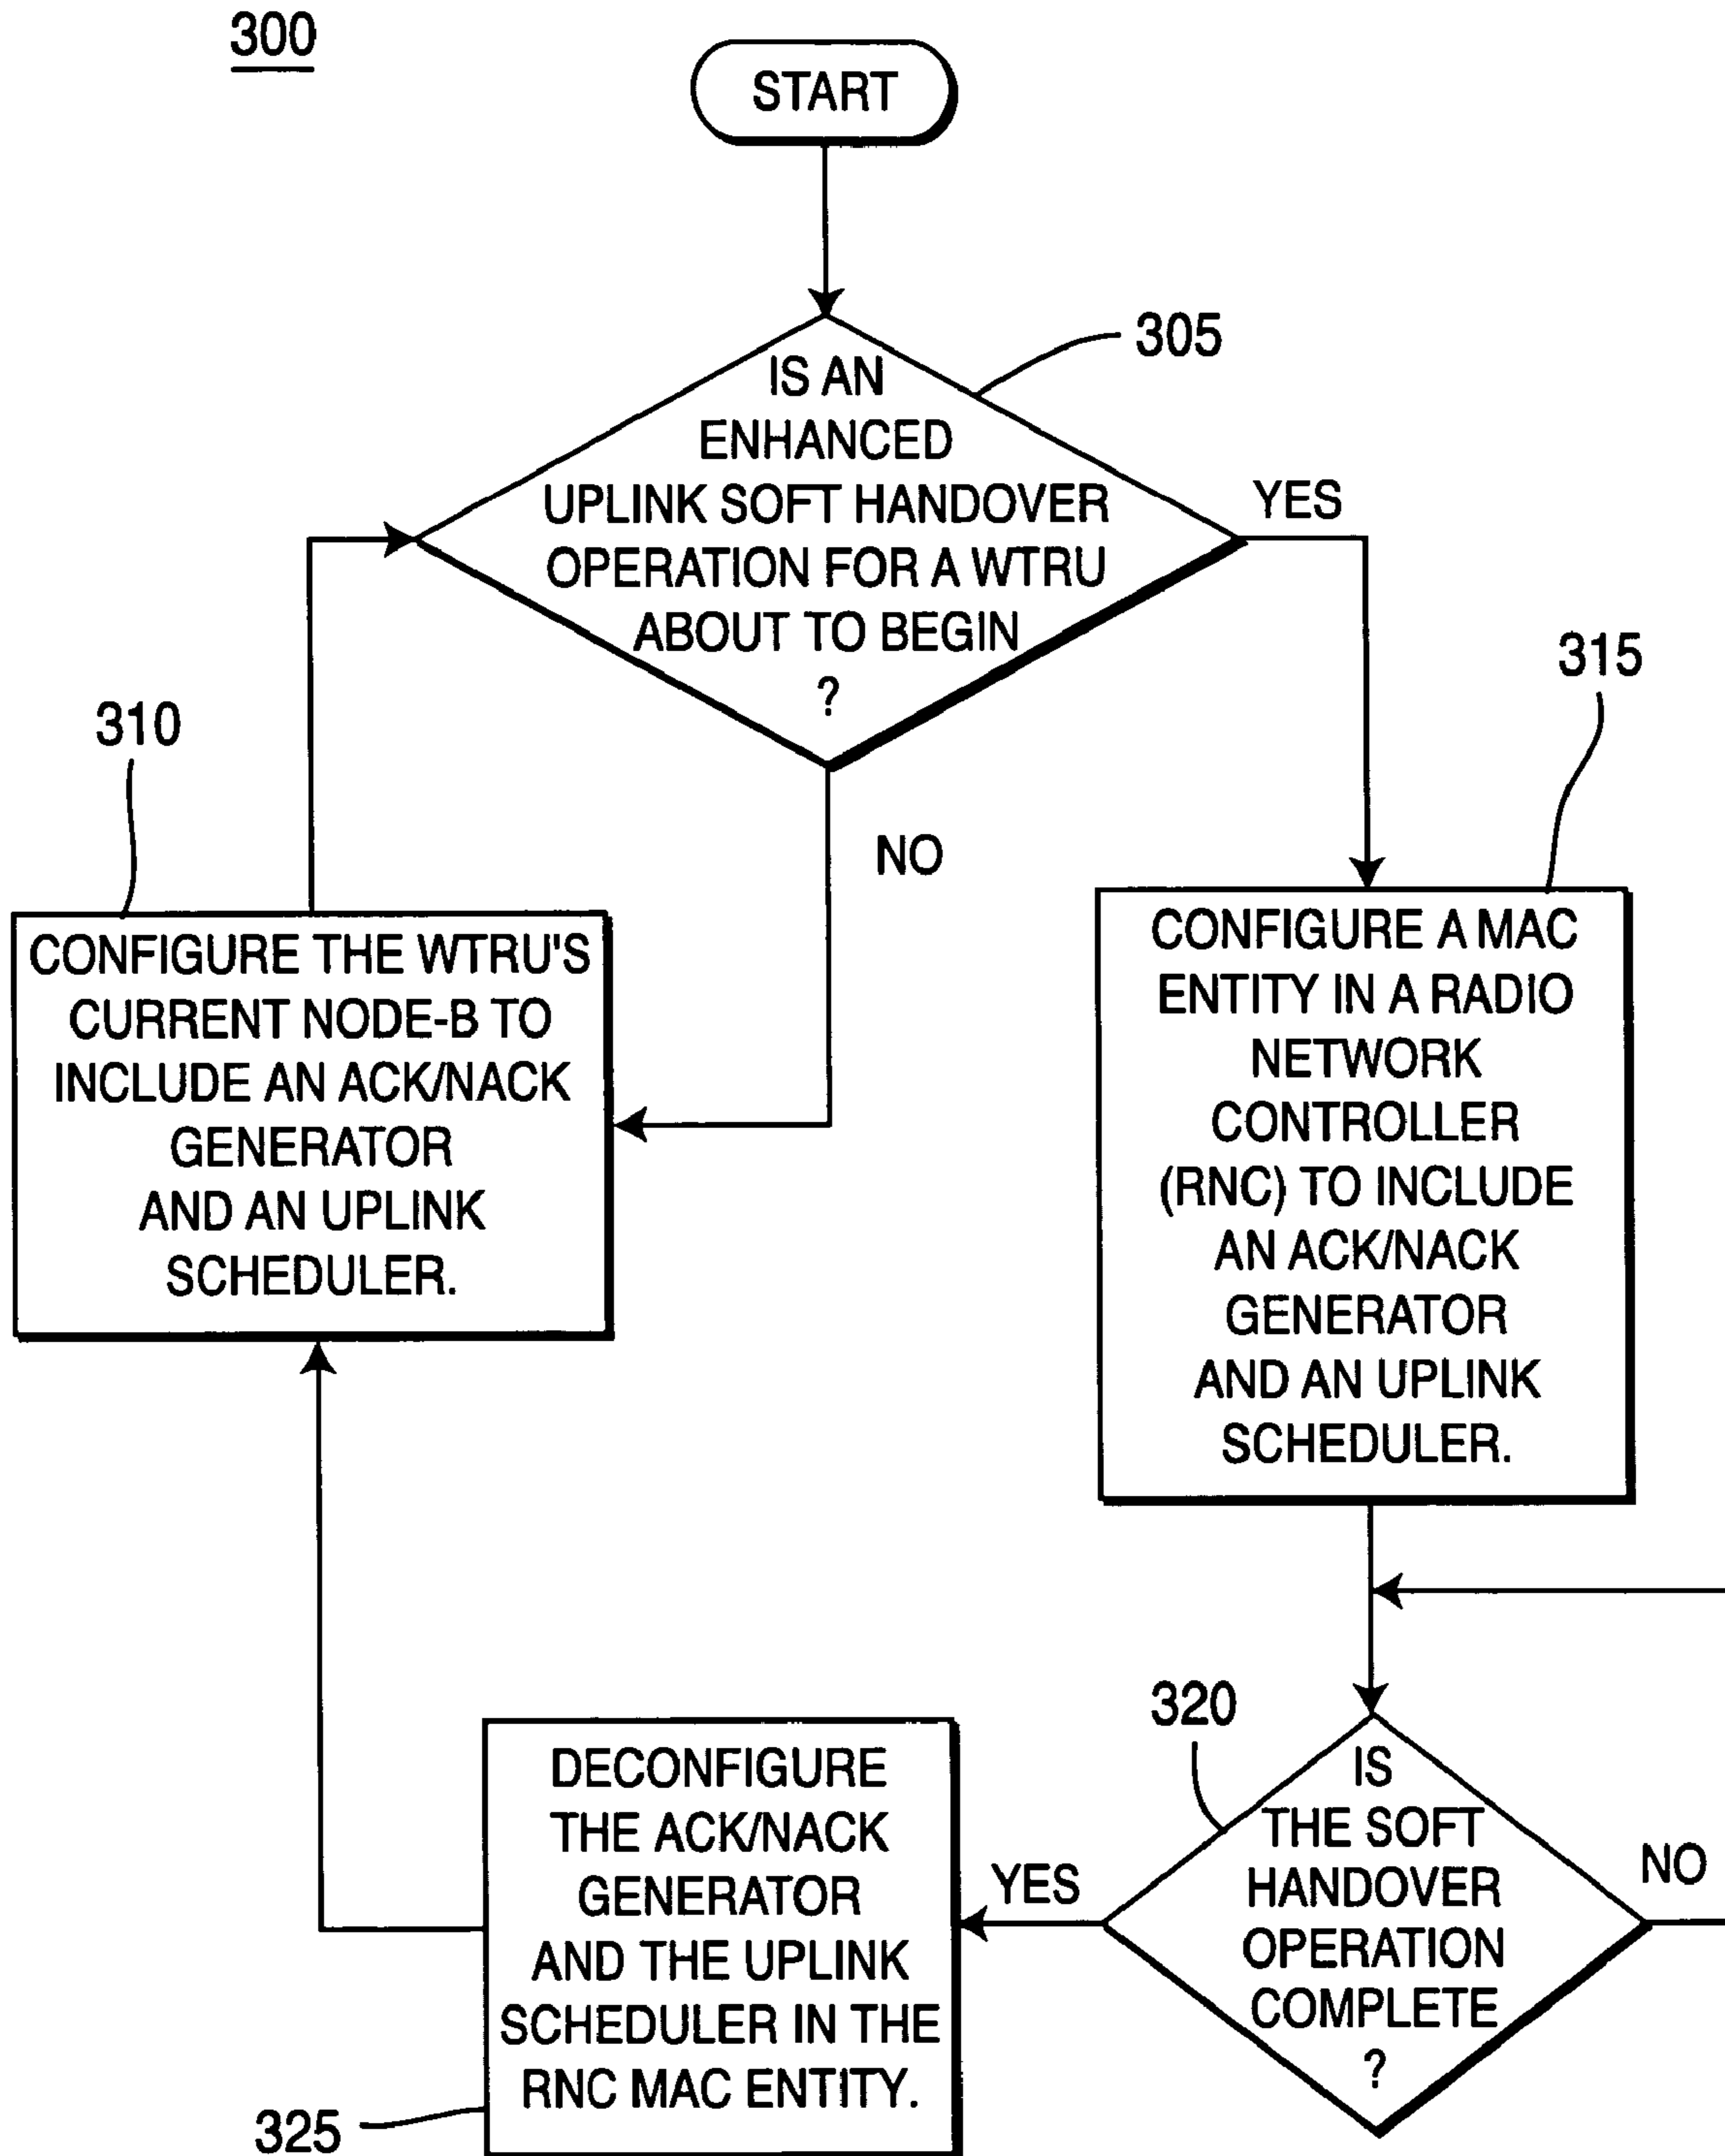 300
START
305
IS AN
ENHANCED
UPLINK SOFT HANDOVER
OPERATION FOR A WTRU
ABOUT TO BEGIN
?
YES
NO
310
CONFIGURE THE WTRU'S
CURRENT NODE-B TO
INCLUDE AN ACK/NACK
GENERATOR
AND AN UPLINK
SCHEDULER.
315
CONFIGURE A MAC
ENTITY IN A RADIO
NETWORK
CONTROLLER
(RNC) TO INCLUDE
AN ACK/NACK
GENERATOR
AND AN UPLINK
SCHEDULER.
320
IS
THE SOFT
HANDOVER
OPERATION
COMPLETE
?
NO
YES
DECONFIGURE
THE ACK/NACK
GENERATOR
AND THE UPLINK
SCHEDULER IN THE
RNC MAC ENTITY.
325